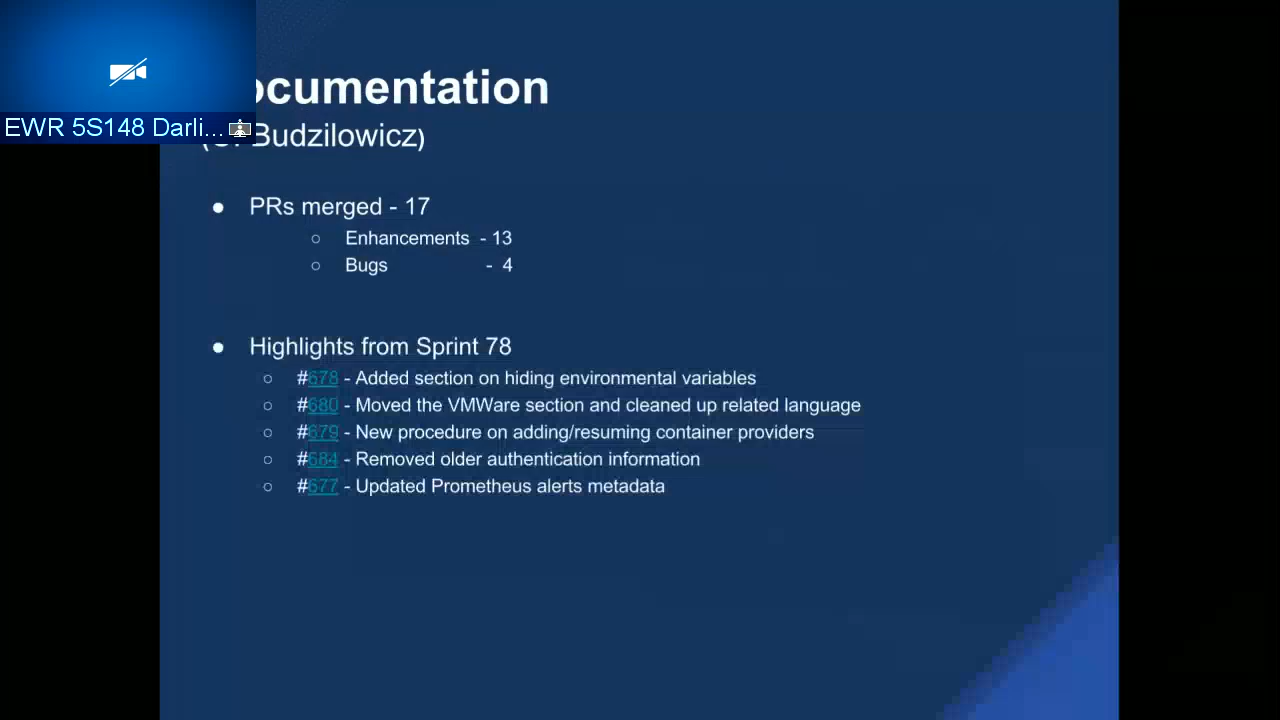 ocumentation
EWR 5S148 Darli...
Budzilowicz)
● PRs merged - 17
○ Enhancements - 13
○ Bugs - 4
● Highlights from Sprint 78
○ #678 - Added section on hiding environmental variables
○ #680 - Moved the VMWare section and cleaned up related language
○ #679 - New procedure on adding/resuming container providers
○ #684 - Removed older authentication information
○ #677 - Updated Prometheus alerts metadata